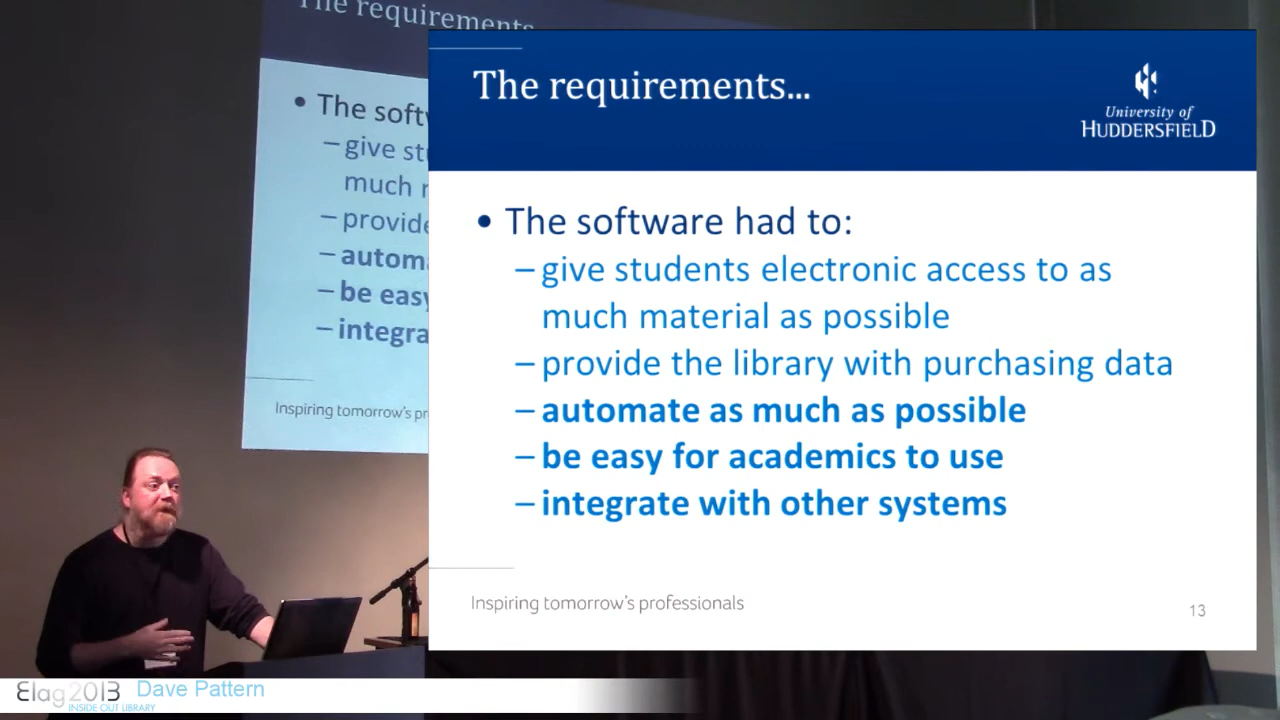 The requirements
• The soft
– give st
much
– provide
– autom
– be easy
– integra
Inspiring tomorrow's pr
The requirements...
University of
HUDDERSFIELD
• The software had to:
– give students electronic access to as
much material as possible
– provide the library with purchasing data
– automate as much as possible
– be easy for academics to use
– integrate with other systems
Inspiring tomorrow's professionals
13
Elag2013 Dave Pattern
INSIDE OUT LIBRARY